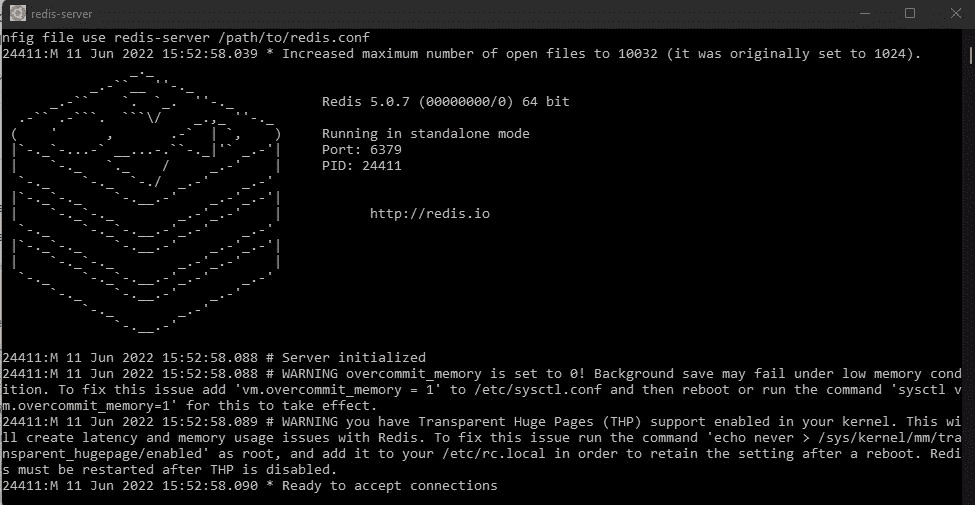 redis-server
nfig file use redis-server /path/to/redis.conf
24411:M 11 Jun 2022 15:52:58.039 * Increased maximum number of open files to 10032 (it was originally set to 1024).
Redis 5.0.7 (00000000/0) 64 bit
Running in standalone mode
Port: 6379
PID: 24411
http://redis.io
24411:M 11 Jun 2022 15:52:58.088 # Server initialized
24411:M 11 Jun 2022 15:52:58.088 # WARNING overcommit_memory is set to 0! Background save may fail under low memory cond
ition. To fix this issue add 'vm.overcommit_memory = 1' to /etc/sysctl.conf and then reboot or run the command 'sysctl v
m.overcommit_memory=1' for this to take effect.
24411:M 11 Jun 2022 15:52:58.089 # WARNING you have Transparent Huge Pages (THP) support enabled in your kernel. This wi
ll create latency and memory usage issues with Redis. To fix this issue run the command 'echo never > /sys/kernel/mm/tra
nsparent_hugepage/enabled' as root, and add it to your /etc/rc.local in order to retain the setting after a reboot. Redi
s must be restarted after THP is disabled.
24411:M 11 Jun 2022 15:52:58.090 * Ready to accept connections